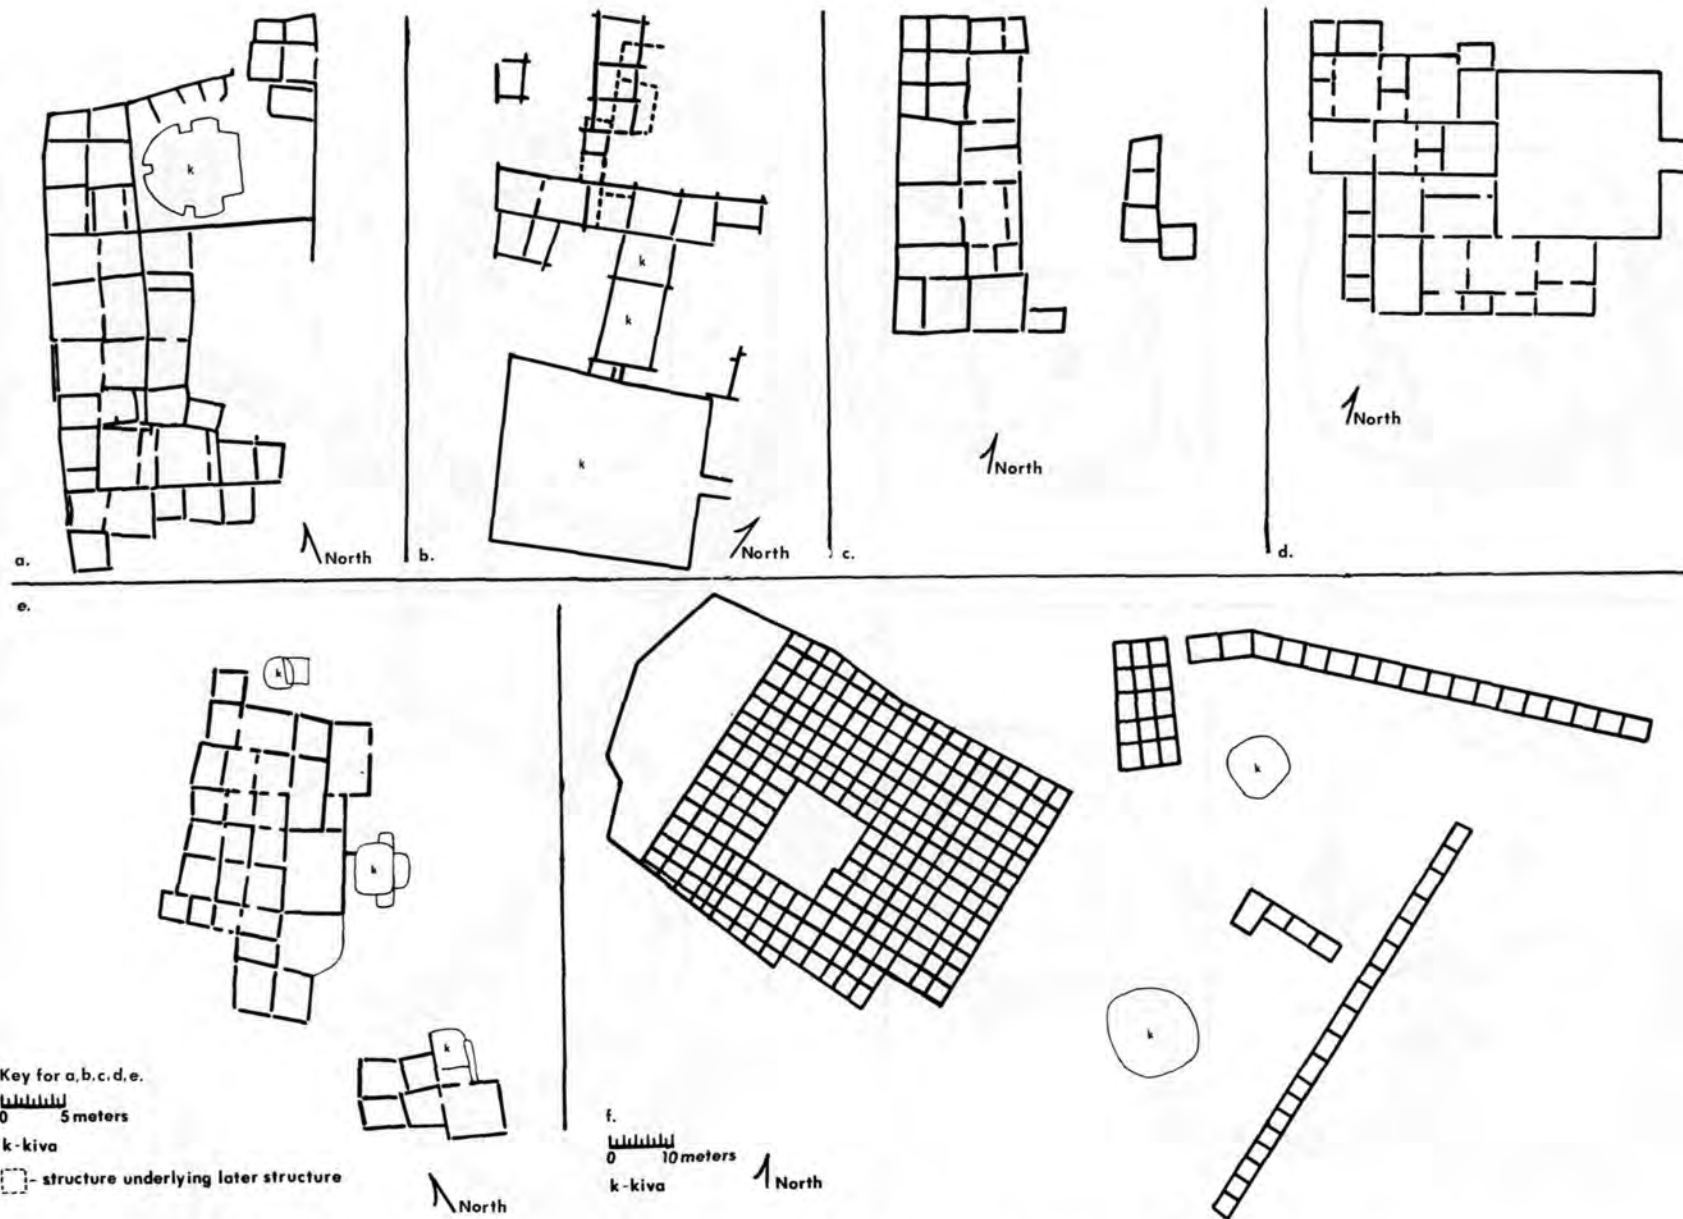 k
North
a.
k
k
k
North
b.
North
c.
North
d.
e.
k
k
k
North
Key for a,b,c,d,e.
0 5 meters
k-kiva
- structure underlying later structure
k
k
f.
0 10 meters
k-kiva
North